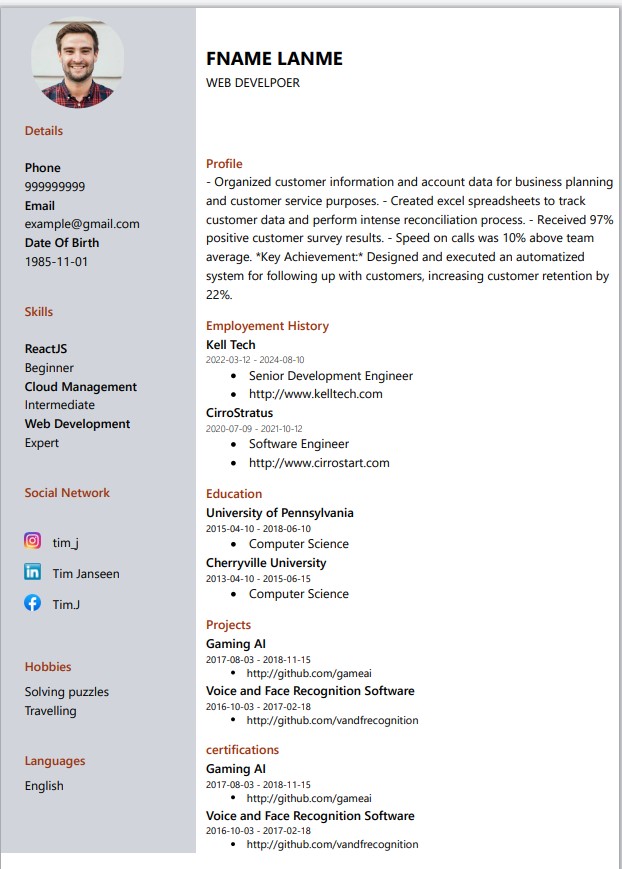 Details
Phone
999999999
Email
example@gmail.com
Date Of Birth
1985-11-01
Skills
ReactJS
Beginner
Cloud Management
Intermediate
Web Development
Expert
Social Network
tim_j
in Tim Janseen
f Tim.J
Hobbies
Solving puzzles
Travelling
Languages
English
FNAME LANME
WEB DEVELPOER
Profile
- Organized customer information and account data for business planning
and customer service purposes. - Created excel spreadsheets to track
customer data and perform intense reconciliation process. - Received 97%
positive customer survey results. - Speed on calls was 10% above team
average. *Key Achievement:* Designed and executed an automatized
system for following up with customers, increasing customer retention by
22%.
Employement History
Kell Tech
2022-03-12 - 2024-08-10
• Senior Development Engineer
• http://www.kelltech.com
CirroStratus
2020-07-09 - 2021-10-12
• Software Engineer
• http://www.cirrostart.com
Education
University of Pennsylvania
2015-04-10 - 2018-06-10
• Computer Science
Cherryville University
2013-04-10 - 2015-06-15
• Computer Science
Projects
Gaming AI
2017-08-03 - 2018-11-15
• http://github.com/gameai
Voice and Face Recognition Software
2016-10-03 - 2017-02-18
• http://github.com/vandfrecognition
certifications
Gaming AI
2017-08-03 - 2018-11-15
• http://github.com/gameai
Voice and Face Recognition Software
2016-10-03 - 2017-02-18
• http://github.com/vandfrecognition